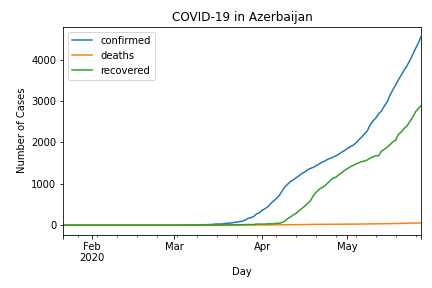 COVID-19 in Azerbaijan
confirmed
deaths
recovered
Number of Cases
4000
3000
2000
1000
0
Feb
2020
Mar
Apr
May
Day